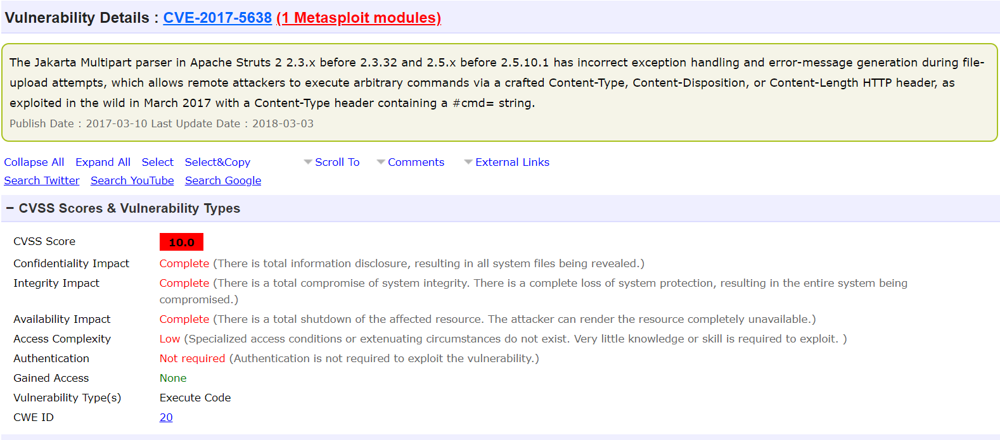 Vulnerability Details : CVE-2017-5638 (1 Metasploit modules)
The Jakarta Multipart parser in Apache Struts 2 2.3.x before 2.3.32 and 2.5.x before 2.5.10.1 has incorrect exception handling and error-message generation during file-
upload attempts, which allows remote attackers to execute arbitrary commands via a crafted Content-Type, Content-Disposition, or Content-Length HTTP header, as
exploited in the wild in March 2017 with a Content-Type header containing a #cmd= string.
Publish Date : 2017-03-10 Last Update Date : 2018-03-03
Collapse All Expand All Select Select&Copy Scroll To Comments External Links
Search Twitter Search YouTube Search Google
− CVSS Scores & Vulnerability Types
CVSS Score 10.0
Confidentiality Impact Complete (There is total information disclosure, resulting in all system files being revealed.)
Integrity Impact Complete (There is a total compromise of system integrity. There is a complete loss of system protection, resulting in the entire system being
compromised.)
Availability Impact Complete (There is a total shutdown of the affected resource. The attacker can render the resource completely unavailable.)
Access Complexity Low (Specialized access conditions or extenuating circumstances do not exist. Very little knowledge or skill is required to exploit. )
Authentication Not required (Authentication is not required to exploit the vulnerability.)
Gained Access None
Vulnerability Type(s) Execute Code
CWE ID 20